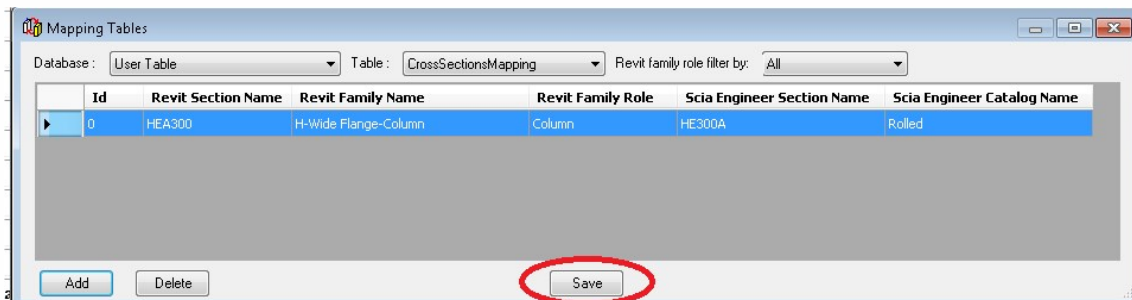 Mapping Tables
Database : User Table Table : CrossSectionsMapping Revit family role filter by: All
Id Revit Section Name Revit Family Name Revit Family Role Scia Engineer Section Name Scia Engineer Catalog Name
0 HEA300 H-Wide Flange-Column Column HE300A Rolled
Add Delete Save
a